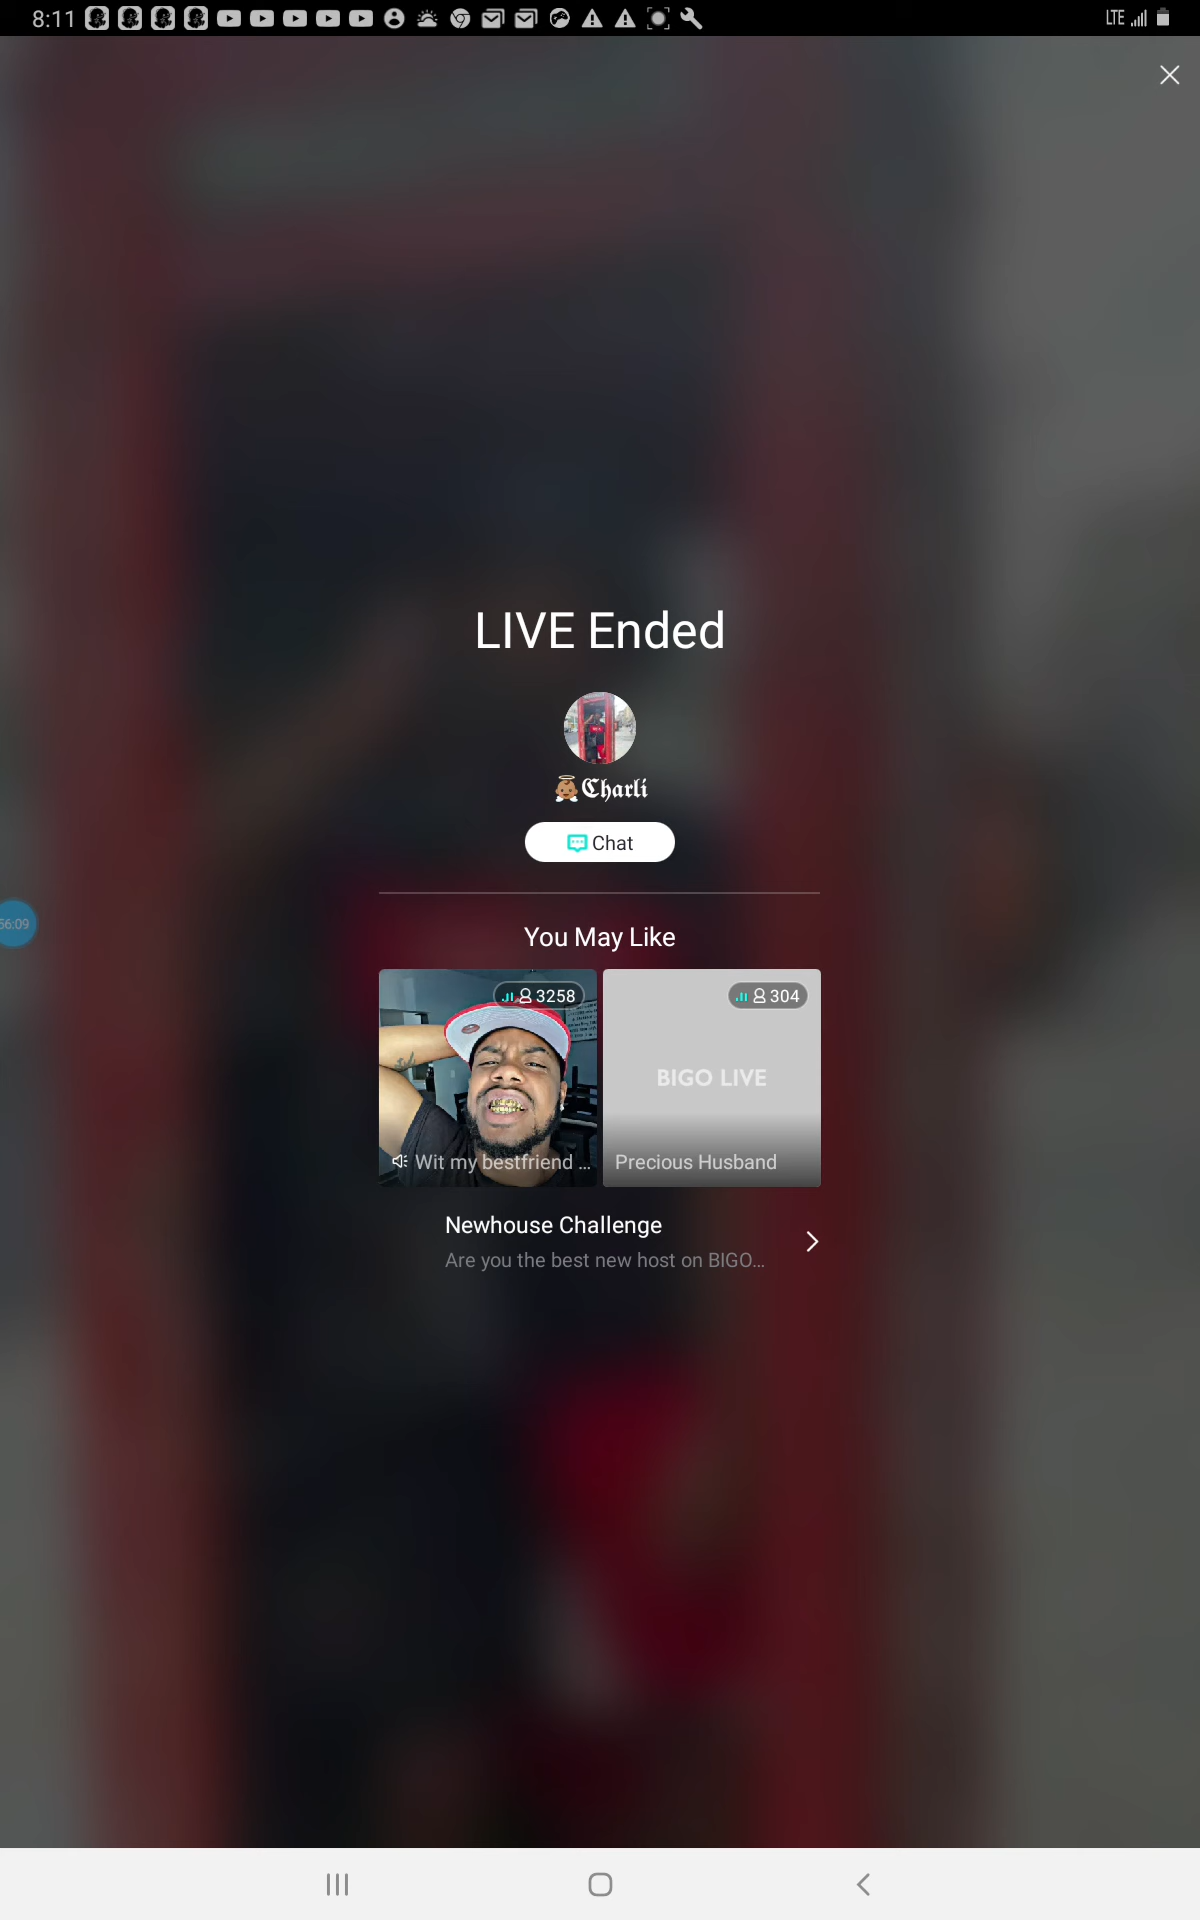 8:11
LTE
LIVE Ended
👼🏽𝕮𝖍𝖆𝖗𝖑𝖎
Chat
56:09
You May Like
3258
304
BIGO LIVE
Wit my bestfriend ...
Precious Husband
Newhouse Challenge
Are you the best new host on BIGO...